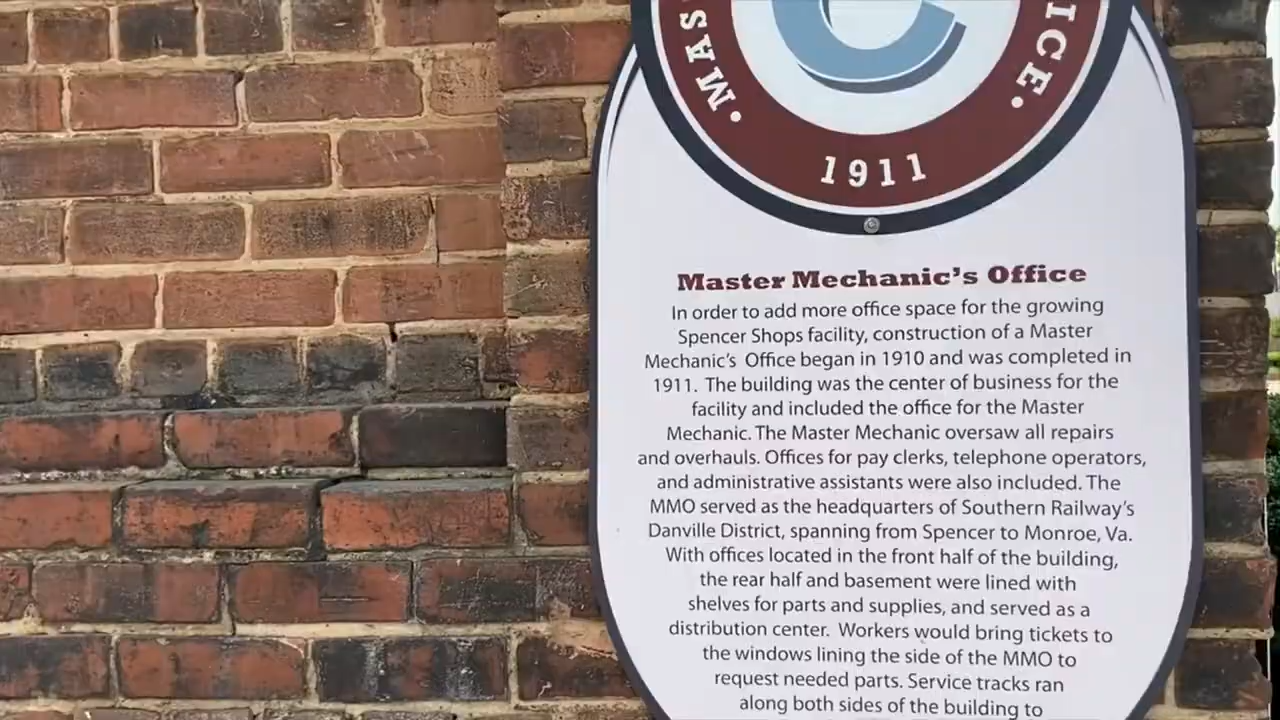 MAS
ICE
1911
Master Mechanic's Office
In order to add more office space for the growing
Spencer Shops facility, construction of a Master
Mechanic's Office began in 1910 and was completed in
1911. The building was the center of business for the
facility and included the office for the Master
Mechanic. The Master Mechanic oversaw all repairs
and overhauls. Offices for pay clerks, telephone operators,
and administrative assistants were also included. The
MMO served as the headquarters of Southern Railway's
Danville District, spanning from Spencer to Monroe, Va.
With offices located in the front half of the building,
the rear half and basement were lined with
shelves for parts and supplies, and served as a
distribution center. Workers would bring tickets to
the windows lining the side of the MMO to
request needed parts. Service tracks ran
along both sides of the building to